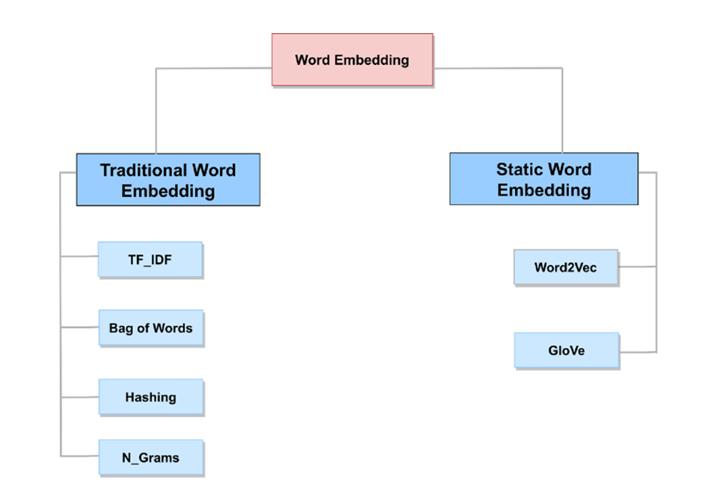 Word Embedding
Traditional Word
Embedding
TF_IDF
Bag of Words
Hashing
N_Grams
Static Word
Embedding
Word2Vec
GloVe